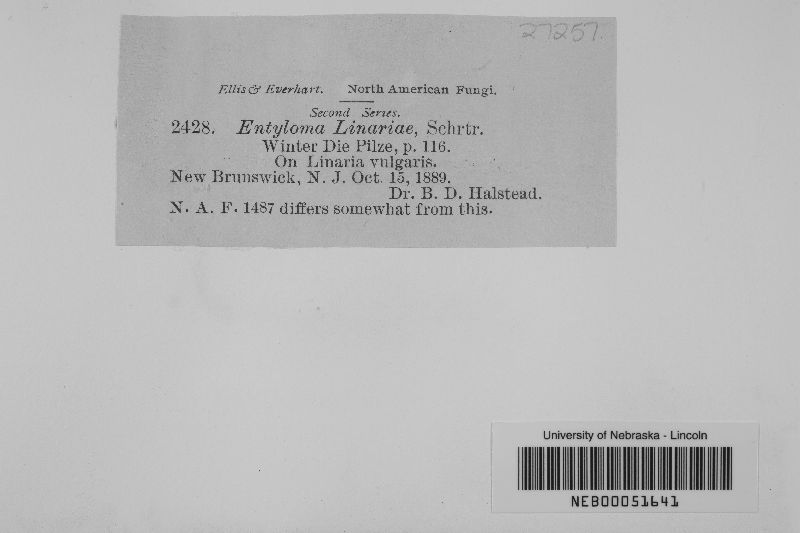 27257.
Ellis & Everhart. North American Fungi.
Second Series.
2428. Entyloma Linariae, Schrtr.
Winter Die Pilze, p. 116.
On Linaria vulgaris.
New Brunswick, N. J. Oct. 15, 1889.
Dr. B. D. Halstead.
N. A. F. 1487 differs somewhat from this.
University of Nebraska - Lincoln
NEB00051641